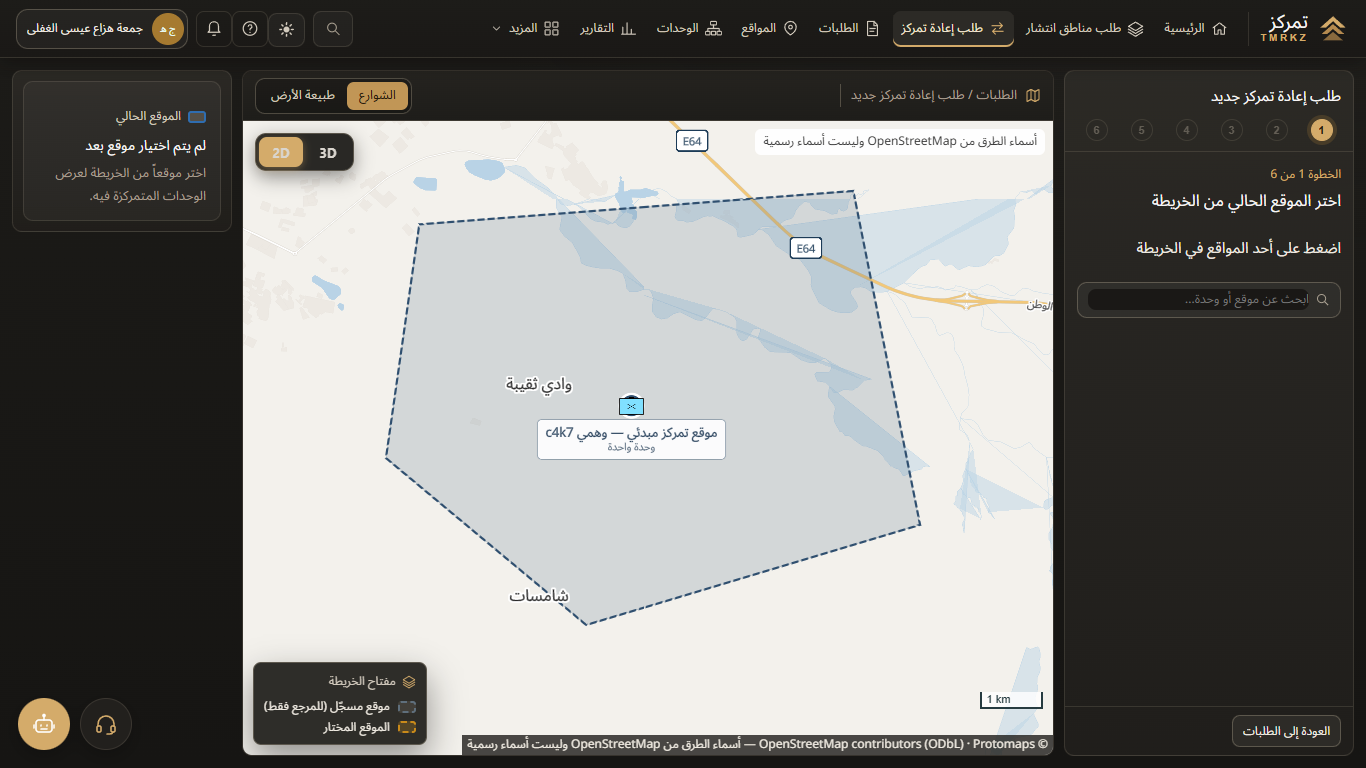 تمركز
TMRKZ
الرئيسية
طلب مناطق انتشار
طلب إعادة تمركز
الطلبات
المواقع
الوحدات
التقارير
المزيد
ج ه
جمعة هزاع عيسى الغفلى
طلب إعادة تمركز جديد
1 2 3 4 5 6
الخطوة 1 من 6
اختر الموقع الحالي من الخريطة
اضغط على أحد المواقع في الخريطة
ابحث عن موقع أو وحدة...
العودة إلى الطلبات
الطلبات / طلب إعادة تمركز جديد
الشوارع
طبيعة الأرض
أسماء الطرق من OpenStreetMap وليست أسماء رسمية
2D
3D
E64
E64
الوطن
وادي ثقيبة
موقع تمركز مبدئي — وهمي c4k7
وحدة واحدة
شامسات
مفتاح الخريطة
موقع مسجّل (للمرجع فقط)
الموقع المختار
1 km
© OpenStreetMap contributors (ODbL) · Protomaps — أسماء الطرق من OpenStreetMap وليست أسماء رسمية
الموقع الحالي
لم يتم اختيار موقع بعد
اختر موقعاً من الخريطة لعرض
الوحدات المتمركزة فيه.